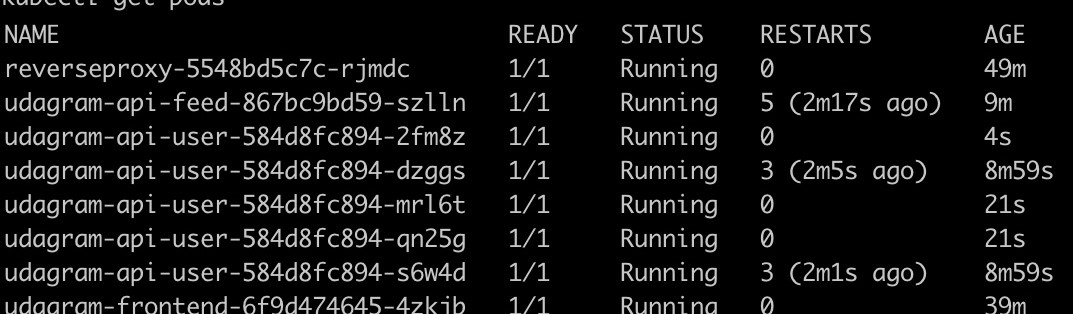 kubectl get pods
NAME READY STATUS RESTARTS AGE
reverseproxy-5548bd5c7c-rjmdc 1/1 Running 0 49m
udagram-api-feed-867bc9bd59-szlln 1/1 Running 5 (2m17s ago) 9m
udagram-api-user-584d8fc894-2fm8z 1/1 Running 0 4s
udagram-api-user-584d8fc894-dzggs 1/1 Running 3 (2m5s ago) 8m59s
udagram-api-user-584d8fc894-mrl6t 1/1 Running 0 21s
udagram-api-user-584d8fc894-qn25g 1/1 Running 0 21s
udagram-api-user-584d8fc894-s6w4d 1/1 Running 3 (2m1s ago) 8m59s
udagram-frontend-6f9d474645-4zkjb 1/1 Running 0 39m